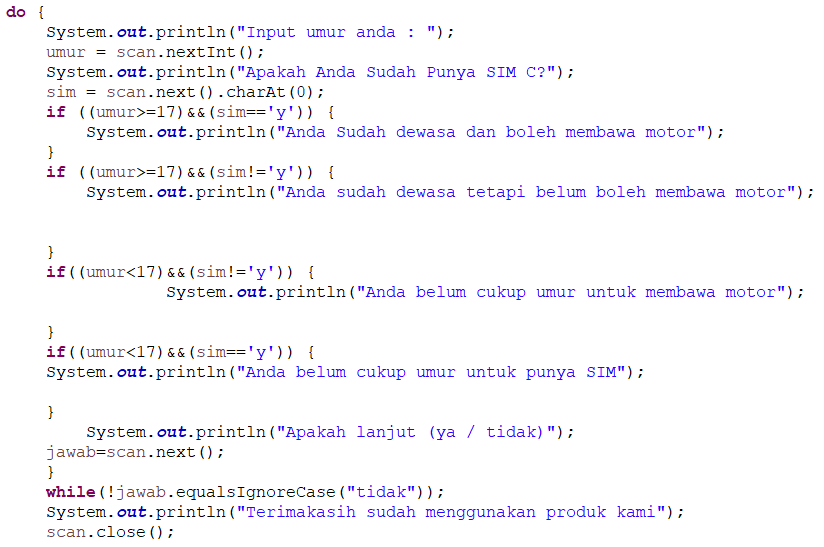 do {
    System.out.println("Input umur anda : ");
    umur = scan.nextInt();
    System.out.println("Apakah Anda Sudah Punya SIM C?");
    sim = scan.next().charAt(0);
    if ((umur>=17)&&(sim=='y')) {
        System.out.println("Anda Sudah dewasa dan boleh membawa motor");
    }
    if ((umur>=17)&&(sim!='y')) {
        System.out.println("Anda sudah dewasa tetapi belum boleh membawa motor");
    }
    if((umur<17)&&(sim!='y')) {
                System.out.println("Anda belum cukup umur untuk membawa motor");
    }
    if((umur<17)&&(sim=='y')) {
    System.out.println("Anda belum cukup umur untuk punya SIM");
    }
        System.out.println("Apakah lanjut (ya / tidak)");
    jawab=scan.next();
    }
    while(!jawab.equalsIgnoreCase("tidak"));
    System.out.println("Terimakasih sudah menggunakan produk kami");
    scan.close();